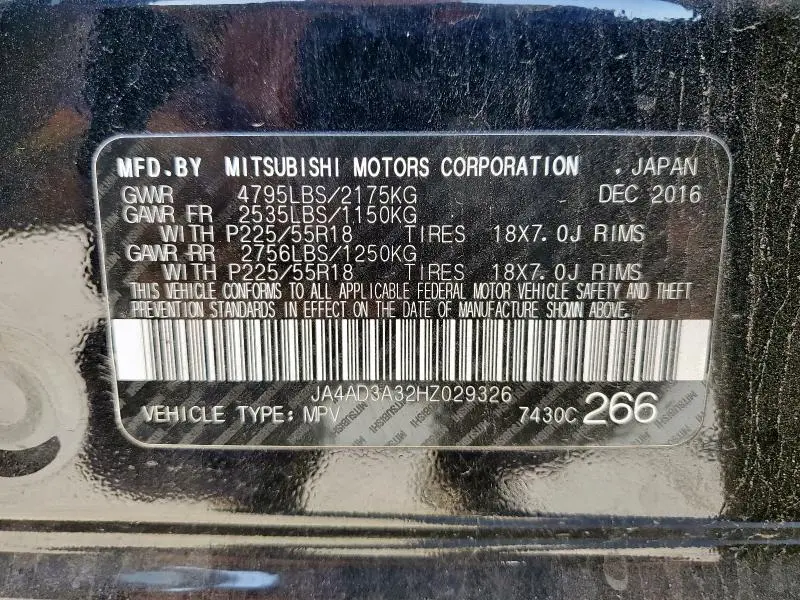 MFD.BY MITSUBISHI MOTORS CORPORATION , JAPAN
GVWR 4795LBS/2175KG DEC 2016
GAWR FR 2535LBS/1150KG
WITH P225/55R18 TIRES 18X7.0J RIMS
GAWR RR 2756LBS/1250KG
WITH P225/55R18 TIRES 18X7.0J RIMS
THIS VEHICLE CONFORMS TO ALL APPLICABLE FEDERAL MOTOR VEHICLE SAFETY AND THEFT
PREVENTION STANDARDS IN EFFECT ON THE DATE OF MANUFACTURE SHOWN ABOVE.
JA4AD3A32HZ029326
VEHICLE TYPE: MPV 7430C 266